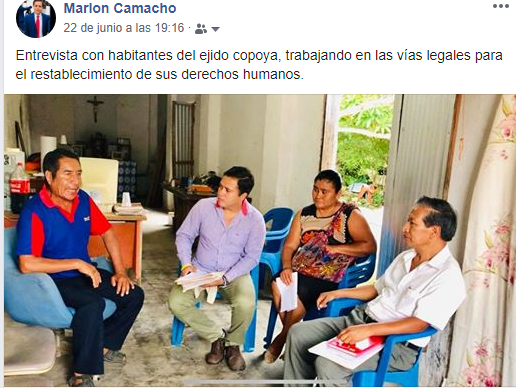 Marlon Camacho
22 de junio a las 19:16 ·
Entrevista con habitantes del ejido copoya, trabajando en las vías legales para
el restablecimiento de sus derechos humanos.